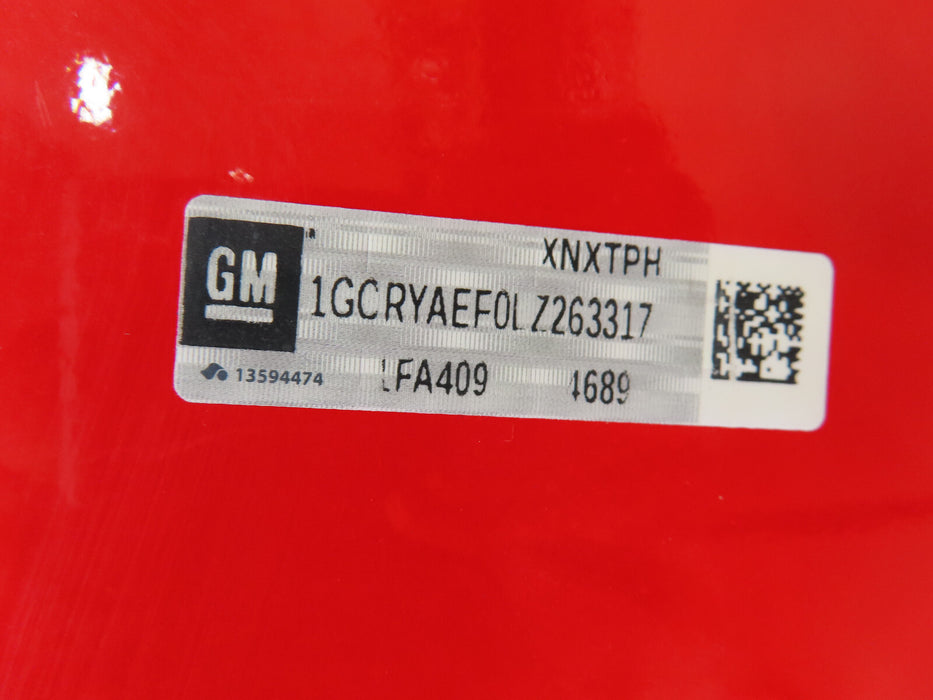 XNXTPH
GM
1GCRYAEF0LZ263317
13594474
LFA409
4689